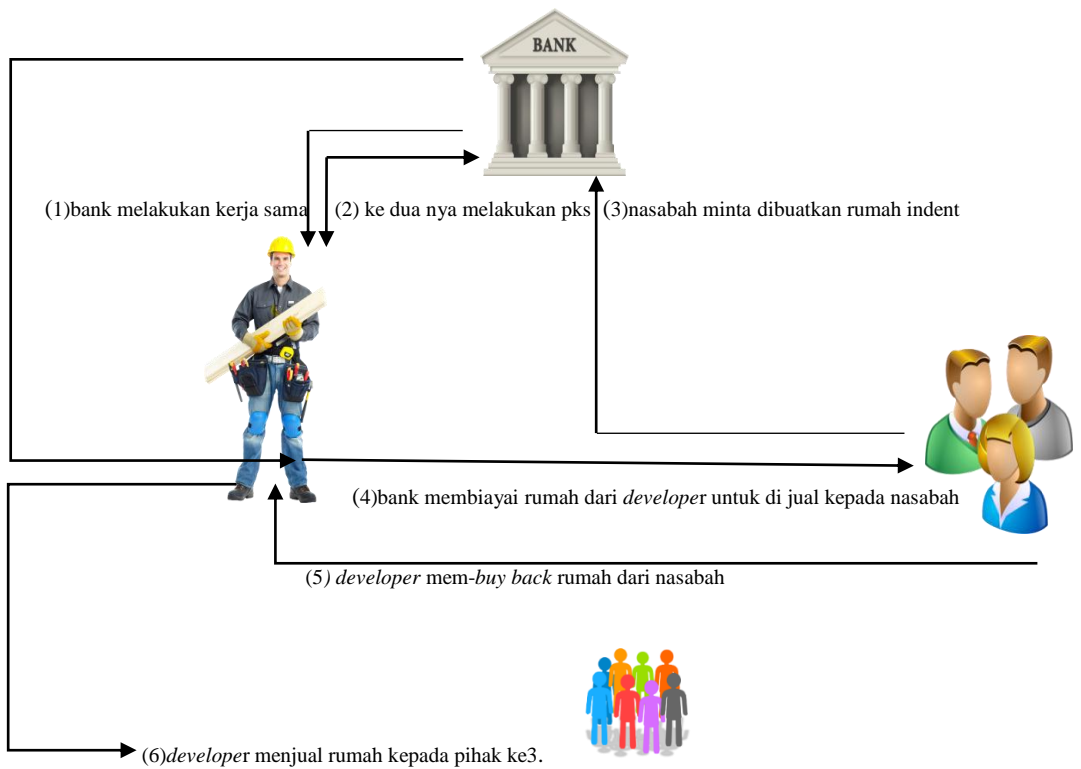 BANK
(1)bank melakukan kerja sama
(2) ke dua nya melakukan pks
(3)nasabah minta dibuatkan rumah indent
(4)bank membiayai rumah dari developer untuk di jual kepada nasabah
(5) developer mem-buy back rumah dari nasabah
(6)developer menjual rumah kepada pihak ke3.